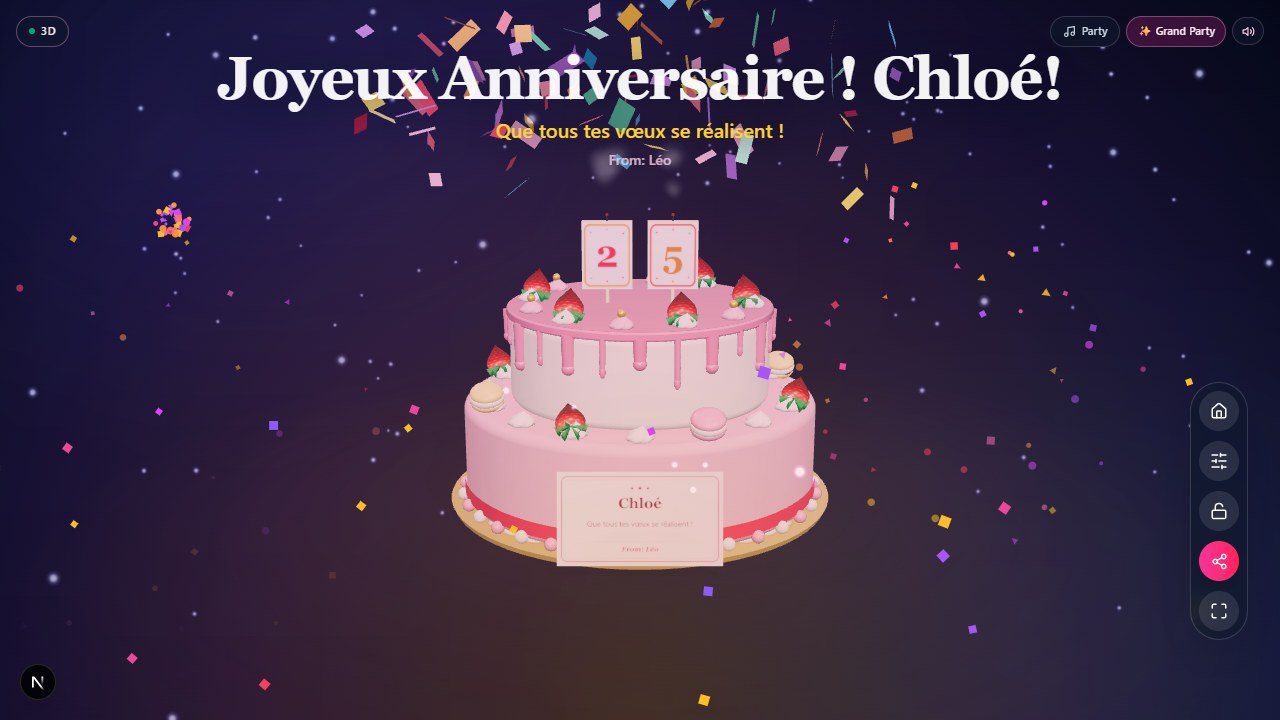 3D
Party
Grand Party
Joyeux Anniversaire ! Chloé!
Que tous tes vœux se réalisent !
From: Léo
2 5
Chloé
Que tous tes vœux se réalisent !
From: Léo
N